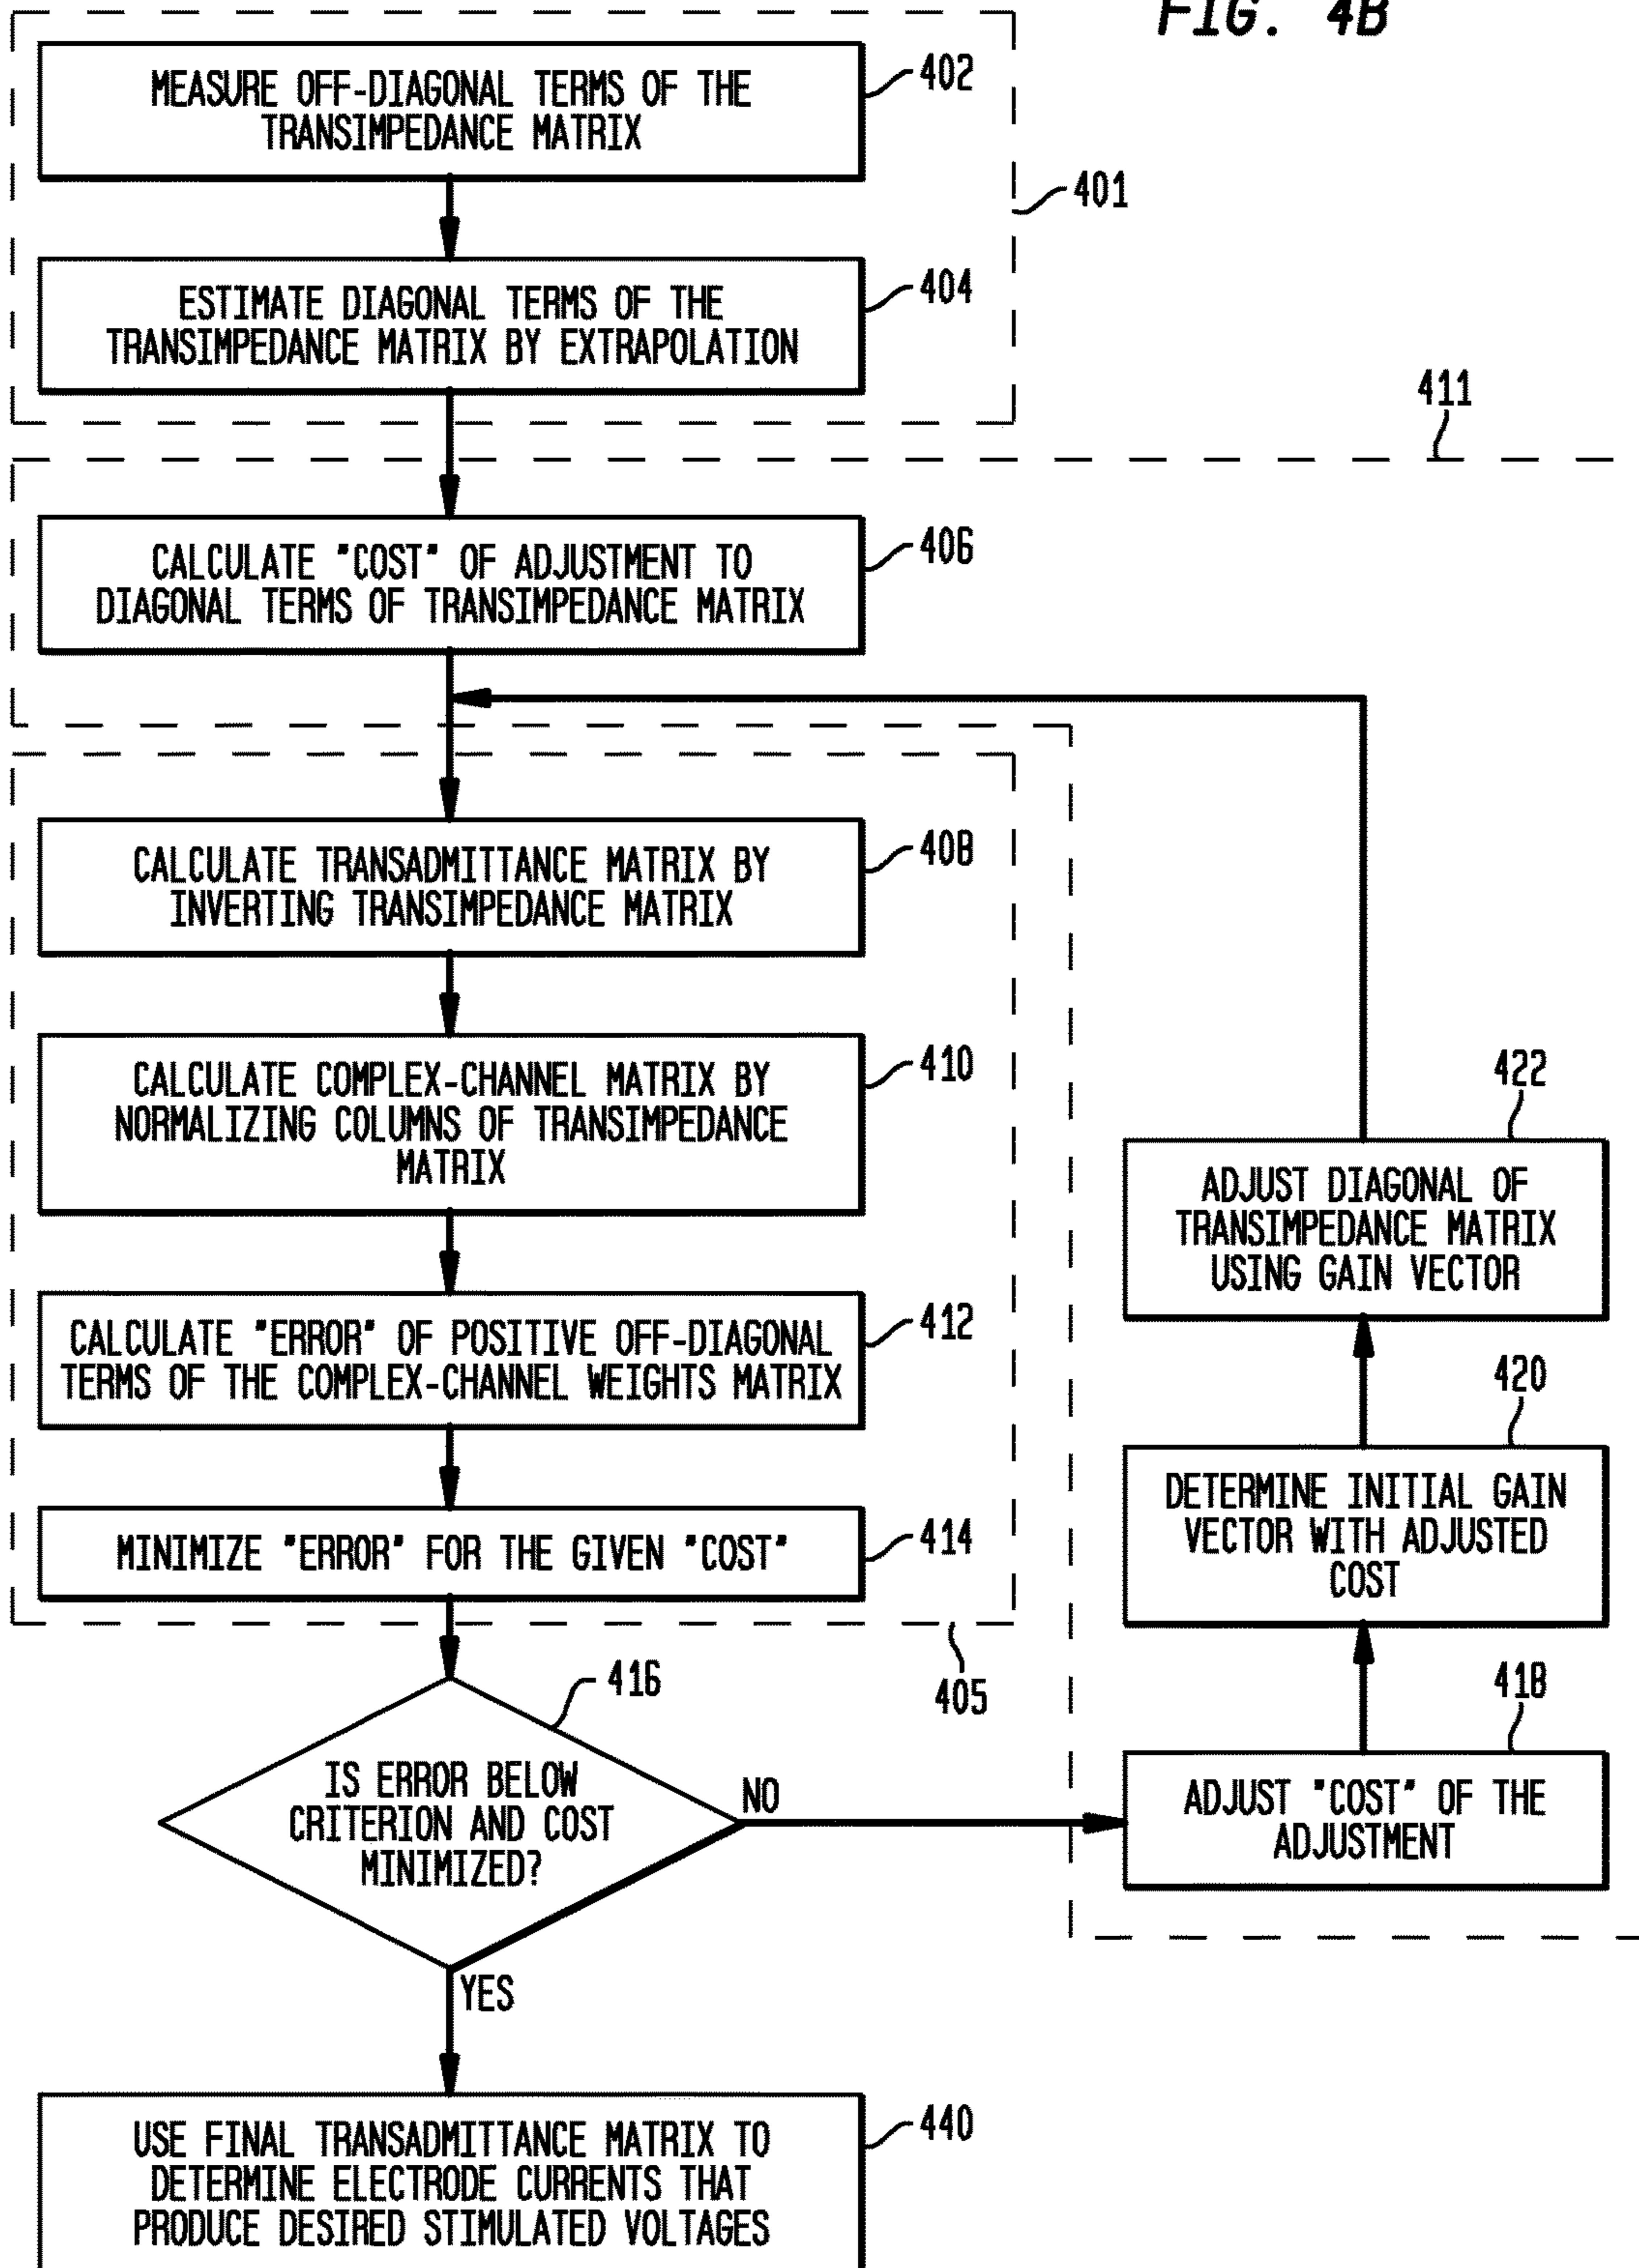 FIG. 4B
MEASURE OFF-DIAGONAL TERMS OF THE
TRANSIMPEDANCE MATRIX
402
401
ESTIMATE DIAGONAL TERMS OF THE
TRANSIMPEDANCE MATRIX BY EXTRAPOLATION
404
411
CALCULATE "COST" OF ADJUSTMENT TO
DIAGONAL TERMS OF TRANSIMPEDANCE MATRIX
406
CALCULATE TRANSADMITTANCE MATRIX BY
INVERTING TRANSIMPEDANCE MATRIX
408
CALCULATE COMPLEX-CHANNEL MATRIX BY
NORMALIZING COLUMNS OF TRANSIMPEDANCE
MATRIX
410
CALCULATE "ERROR" OF POSITIVE OFF-DIAGONAL
TERMS OF THE COMPLEX-CHANNEL WEIGHTS MATRIX
412
MINIMIZE "ERROR" FOR THE GIVEN "COST"
414
405
416
IS ERROR BELOW
CRITERION AND COST
MINIMIZED?
NO
YES
418
ADJUST "COST" OF THE
ADJUSTMENT
420
DETERMINE INITIAL GAIN
VECTOR WITH ADJUSTED
COST
422
ADJUST DIAGONAL OF
TRANSIMPEDANCE MATRIX
USING GAIN VECTOR
USE FINAL TRANSADMITTANCE MATRIX TO
DETERMINE ELECTRODE CURRENTS THAT
PRODUCE DESIRED STIMULATED VOLTAGES
440